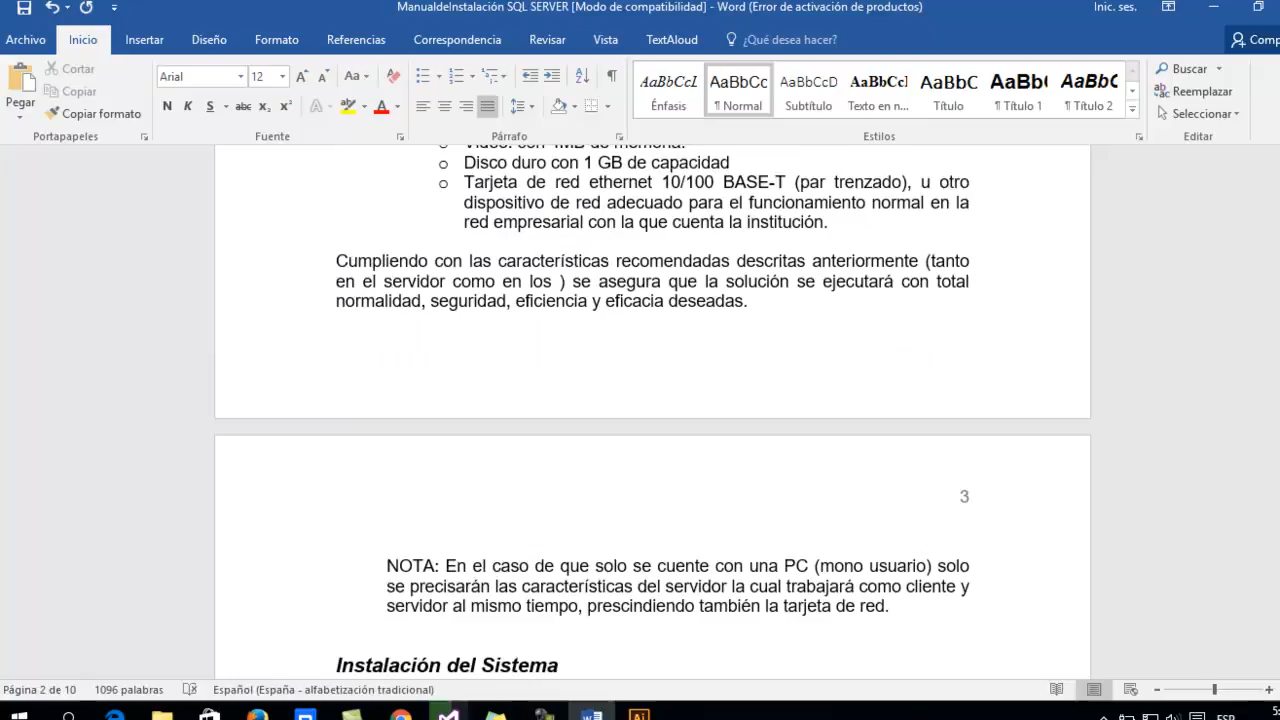 ManualdeInstalación SQL SERVER [Modo de compatibilidad] - Word (Error de activación de productos)
Inic. ses.
Archivo Inicio Insertar Diseño Formato Referencias Correspondencia Revisar Vista TextAloud ¿Qué desea hacer?
Pegar
Cortar
Copiar
Copiar formato
Portapapeles
Arial 12
Fuente
Párrafo
AaBbCcL AaBbCc AaBbCcD AaBbCcl AaBbC AaBb( AaBbC
Énfasis ¶ Normal Subtítulo Texto en n... Título ¶ Título 1 ¶ Título 2
Estilos
Buscar
Reemplazar
Seleccionar
Editar
o Disco duro con 1 GB de capacidad
o Tarjeta de red ethernet 10/100 BASE-T (par trenzado), u otro
dispositivo de red adecuado para el funcionamiento normal en la
red empresarial con la que cuenta la institución.
Cumpliendo con las características recomendadas descritas anteriormente (tanto
en el servidor como en los ) se asegura que la solución se ejecutará con total
normalidad, seguridad, eficiencia y eficacia deseadas.
3
NOTA: En el caso de que solo se cuente con una PC (mono usuario) solo
se precisarán las características del servidor la cual trabajará como cliente y
servidor al mismo tiempo, prescindiendo también la tarjeta de red.
Instalación del Sistema
Página 2 de 10 1096 palabras Español (España - alfabetización tradicional)